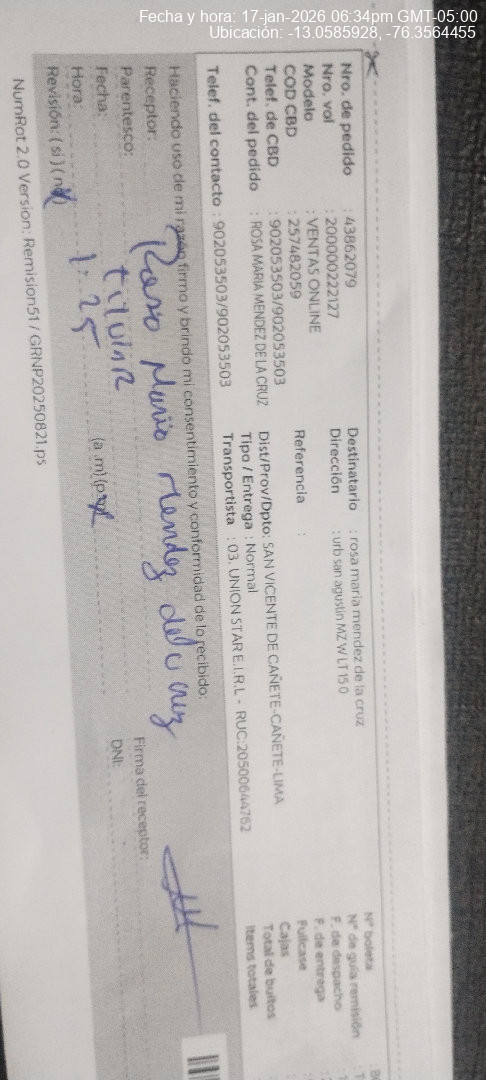 Fecha y hora: 17-jan-2026 06:34pm GMT-05:00
Ubicación: -13.0585928, -76.3564455
Nro. de pedido : 43862079
Nro. vol : 200000222127
Modelo : VENTAS ONLINE
COD CBD : 257482059
Telef. de CBD : 902053503/902053503
Cont. del pedido : ROSA MARIA MENDEZ DE LA CRUZ
Telef. del contacto : 902053503/902053503
Destinatario : rosa maria mendez de la cruz
Dirección : urb san agustin MZ W LT 15 0
Referencia :
Dist/Prov/Dpto: SAN VICENTE DE CAÑETE-CAÑETE-LIMA
Tipo / Entrega : Normal
Transportista : 03. UNION STAR E.I.R.L - RUC:20500644762
N° boleta
N° de guía remisión
F. de despacho
F. de entrega
Fullcase
Cajas
Total de bultos
Items totales
Haciendo uso de mi razón firmo y brindo mi consentimiento y conformidad de lo recibido:
Receptor: Rosa Maria Mendez de la cruz
Parentesco: titular
Fecha:
Hora: 1:25 (a.m)(p.m)
Revisión: (si) (no)
Firma del receptor:
DNI:
NumRot 2.0 Version: Remision51 / GRNP20250821.ps